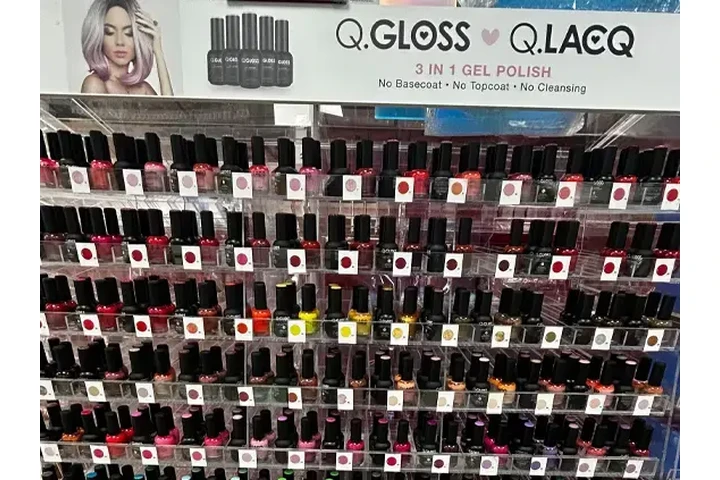 Q.GLOSS ♥ Q.LACQ
3 IN 1 GEL POLISH
No Basecoat • No Topcoat • No Cleansing